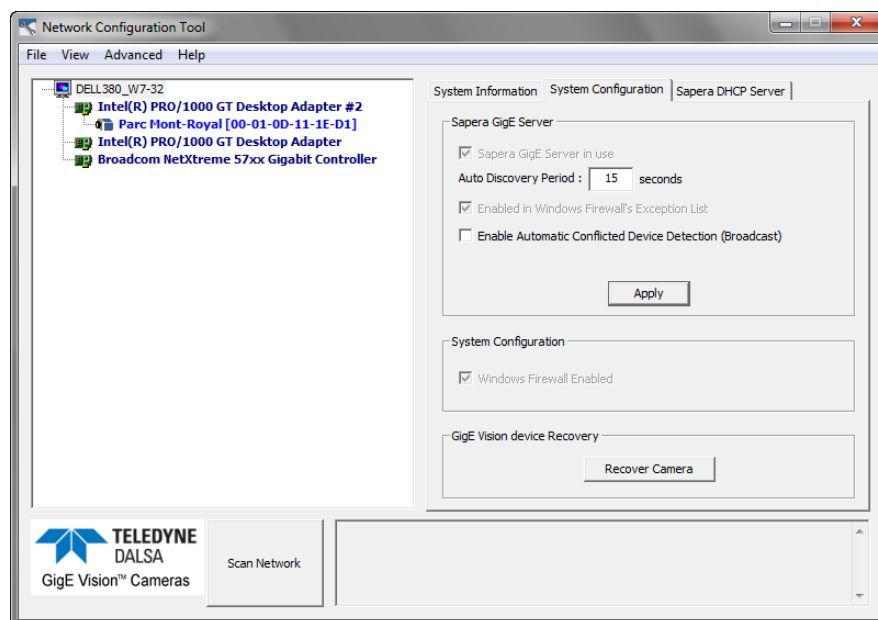 Network Configuration Tool
File View Advanced Help
DELL380_W7-32
Intel(R) PRO/1000 GT Desktop Adapter #2
Parc Mont-Royal [00-01-0D-11-1E-D1]
Intel(R) PRO/1000 GT Desktop Adapter
Broadcom NetXtreme 57xx Gigabit Controller
System Information System Configuration Sapera DHCP Server
Sapera GigE Server
Sapera GigE Server in use
Auto Discovery Period : 15 seconds
Enabled in Windows Firewall's Exception List
Enable Automatic Conflicted Device Detection (Broadcast)
Apply
System Configuration
Windows Firewall Enabled
GigE Vision device Recovery
Recover Camera
TELEDYNE
DALSA
GigE Vision™ Cameras
Scan Network